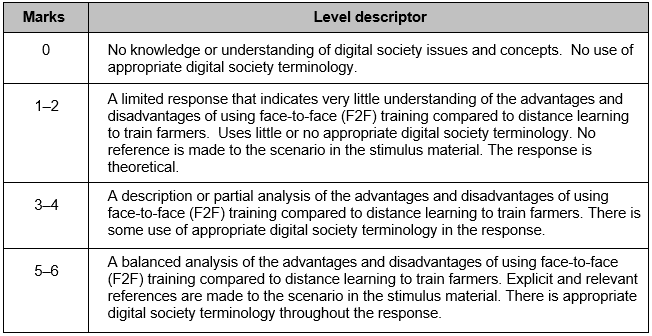 Marks Level descriptor
0 No knowledge or understanding of digital society issues and concepts.  No use of
appropriate digital society terminology.
1–2 A limited response that indicates very little understanding of the advantages and
disadvantages of using face-to-face (F2F) training compared to distance learning
to train farmers.  Uses little or no appropriate digital society terminology. No
reference is made to the scenario in the stimulus material. The response is
theoretical.
3–4 A description or partial analysis of the advantages and disadvantages of using
face-to-face (F2F) training compared to distance learning to train farmers. There is
some use of appropriate digital society terminology in the response.
5–6 A balanced analysis of the advantages and disadvantages of using face-to-face
(F2F) training compared to distance learning to train farmers. Explicit and relevant
references are made to the scenario in the stimulus material. There is appropriate
digital society terminology throughout the response.